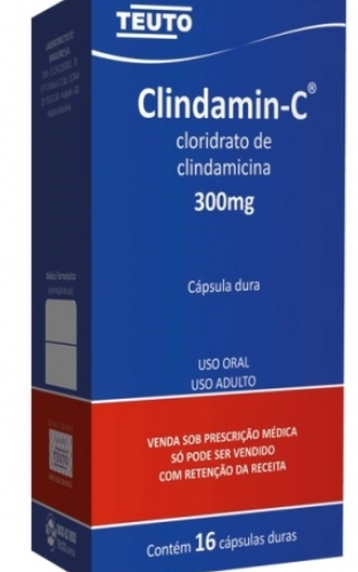 TEUTO
Clindamin-C®
cloridrato de
clindamicina
300mg
Cápsula dura
USO ORAL
USO ADULTO
VENDA SOB PRESCRIÇÃO MÉDICA
SÓ PODE SER VENDIDO
COM RETENÇÃO DA RECEITA
Contém 16 cápsulas duras
TEUTO